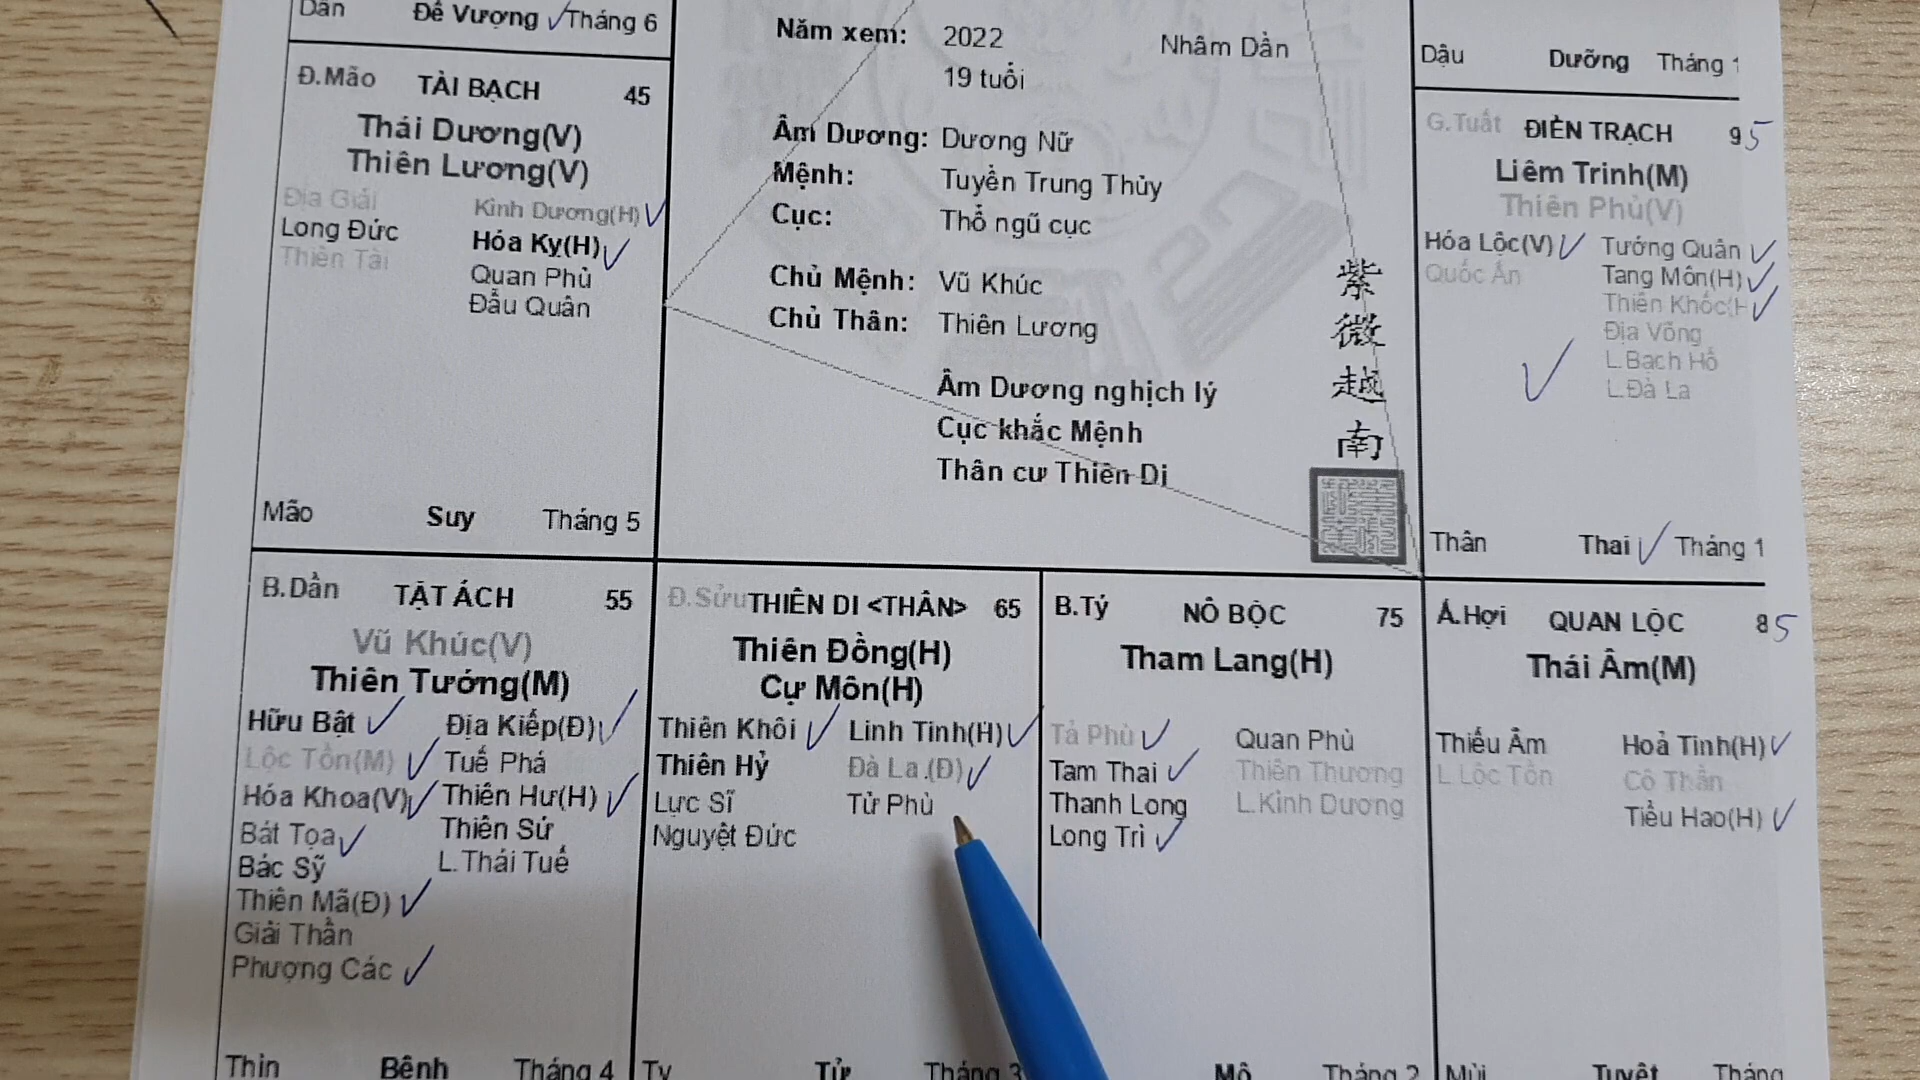 Dần Đế Vượng Tháng 6
Năm xem: 2022 Nhâm Dần
19 tuổi
Âm Dương: Dương Nữ
Mệnh: Tuyền Trung Thủy
Cục: Thổ ngũ cục
Chủ Mệnh: Vũ Khúc
Chủ Thân: Thiên Lương
Âm Dương nghịch lý
Cục khắc Mệnh
Thân cư Thiên Di
紫
微
越
南
Dậu Dưỡng Tháng 1
Đ.Mão TÀI BẠCH 45
Thái Dương(V)
Thiên Lương(V)
Địa Giải Kình Dương(H)
Long Đức Hóa Kỵ(H)
Thiên Tài Quan Phủ
Đẩu Quân
Mão Suy Tháng 5
G.Tuất ĐIỀN TRẠCH 95
Liêm Trinh(M)
Thiên Phủ(V)
Hóa Lộc(V) Tướng Quân
Quốc Ấn Tang Môn(H)
Thiên Khốc(H
Địa Võng
L.Bạch Hổ
L.Đà La
Thân Thai Tháng 1
B.Dần TẬT ÁCH 55
Vũ Khúc(V)
Thiên Tướng(M)
Hữu Bật Địa Kiếp(Đ)
Lộc Tồn(M) Tuế Phá
Hóa Khoa(V) Thiên Hư(H)
Bát Tọa Thiên Sứ
Bác Sỹ L.Thái Tuế
Thiên Mã(Đ)
Giải Thần
Phượng Các
Thìn Bệnh Tháng 4
Đ.Sửu THIÊN DI <THÂN> 65
Thiên Đồng(H)
Cự Môn(H)
Thiên Khôi Linh Tinh(H)
Thiên Hỷ Đà La.(Đ)
Lực Sĩ Tử Phù
Nguyệt Đức
Tỵ Tử Tháng 3
B.Tý NÔ BỘC 75
Tham Lang(H)
Tả Phù Quan Phù
Tam Thai Thiên Thương
Thanh Long L.Kình Dương
Long Trì
Mộ Tháng 2
Ấ.Hợi QUAN LỘC 85
Thái Âm(M)
Thiếu Âm Hoả Tinh(H)
L.Lộc Tồn Cô Thần
Tiểu Hao(H)
Mùi Tuyệt Tháng